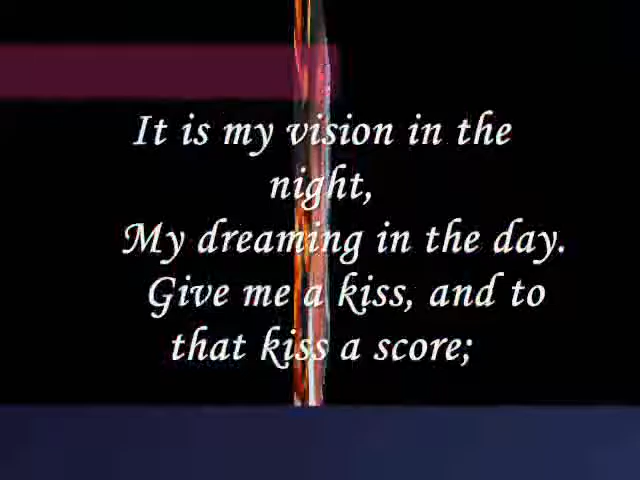 It is my vision in the
night,
My dreaming in the day.
Give me a kiss, and to
that kiss a score;